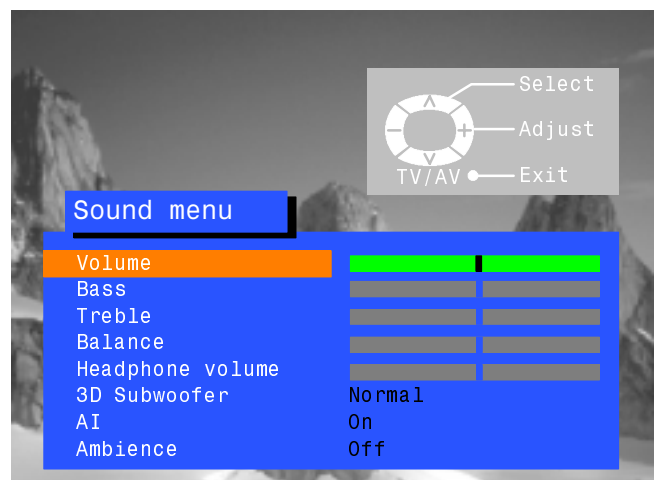 Select
Adjust
TV/AV Exit
Sound menu
Volume
Bass
Treble
Balance
Headphone volume
3D Subwoofer Normal
AI On
Ambience Off